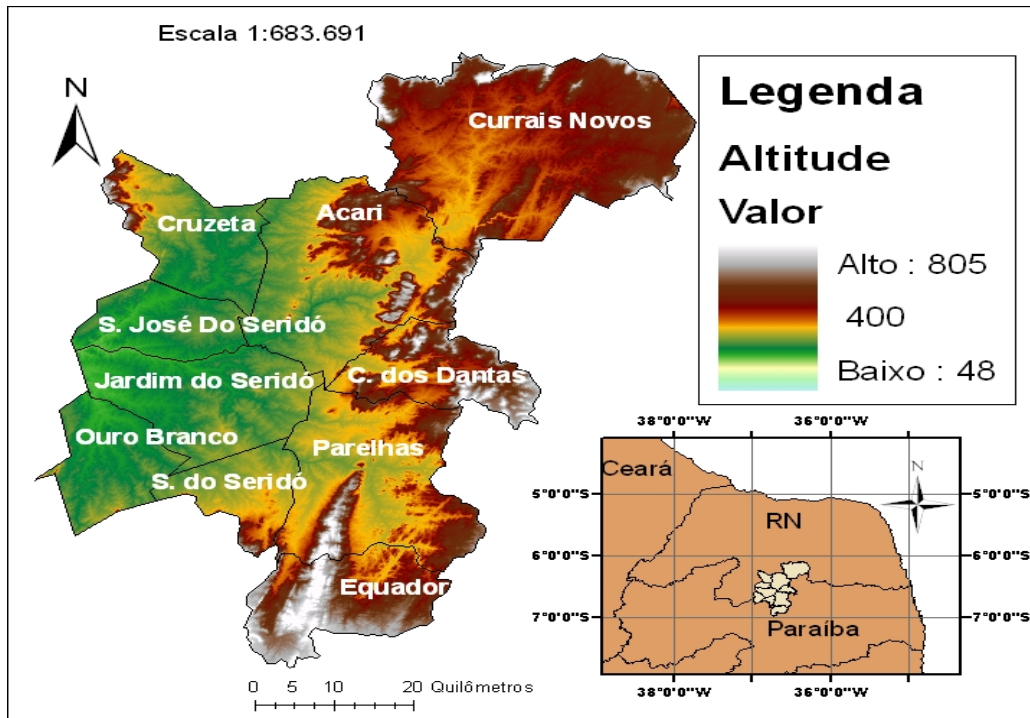 Escala 1:683.691
N
Currais Novos
Acari
Cruzeta
S. José Do Seridó
Jardim do Seridó
C. dos Dantas
Ouro Branco
Parelhas
S. do Seridó
Equador
0 5 10 20 Quilômetros
Legenda
Altitude
Valor
Alto : 805
400
Baixo : 48
38°0'0"W 36°0'0"W
Ceará
N
5°0'0"S 5°0'0"S
RN
6°0'0"S 6°0'0"S
7°0'0"S 7°0'0"S
Paraíba
38°0'0"W 36°0'0"W